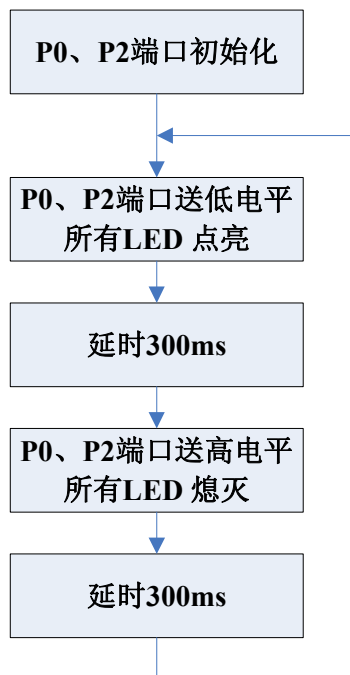 P0、P2端口初始化
P0、P2端口送低电平
所有LED 点亮
延时300ms
P0、P2端口送高电平
所有LED 熄灭
延时300ms